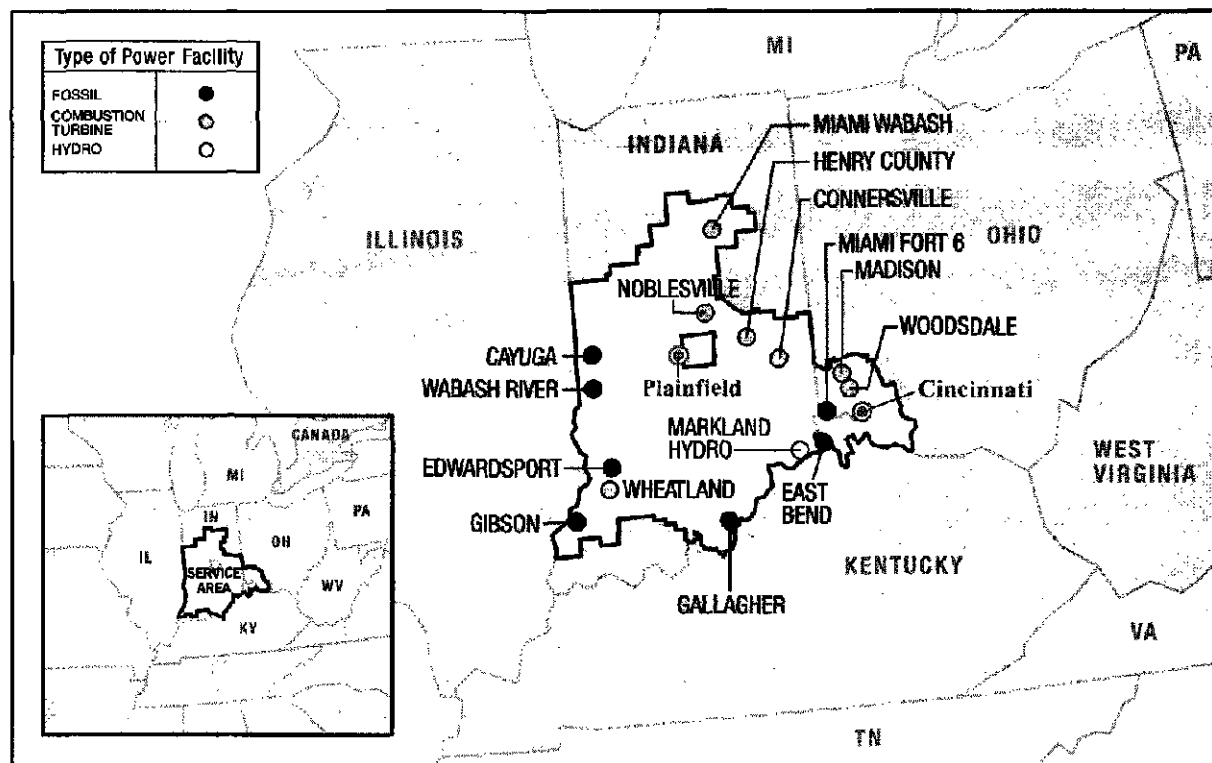 Type of Power Facility
FOSSIL
COMBUSTION
TURBINE
HYDRO
MI
PA
INDIANA
MIAMI WABASH
HENRY COUNTY
CONNERSVILLE
ILLINOIS
OHIO
MIAMI FORT 6
MADISON
NOBLESVILLE
WOODSDALE
CAYUGA
WABASH RIVER
Plainfield
Cincinnati
MARKLAND
HYDRO
WEST
VIRGINIA
EDWARDSPORT
WHEATLAND
EAST
BEND
GIBSON
KENTUCKY
GALLAGHER
VA
TN
CANADA
MI
PA
IN
IL
OH
SERVICE
AREA
WV
KY